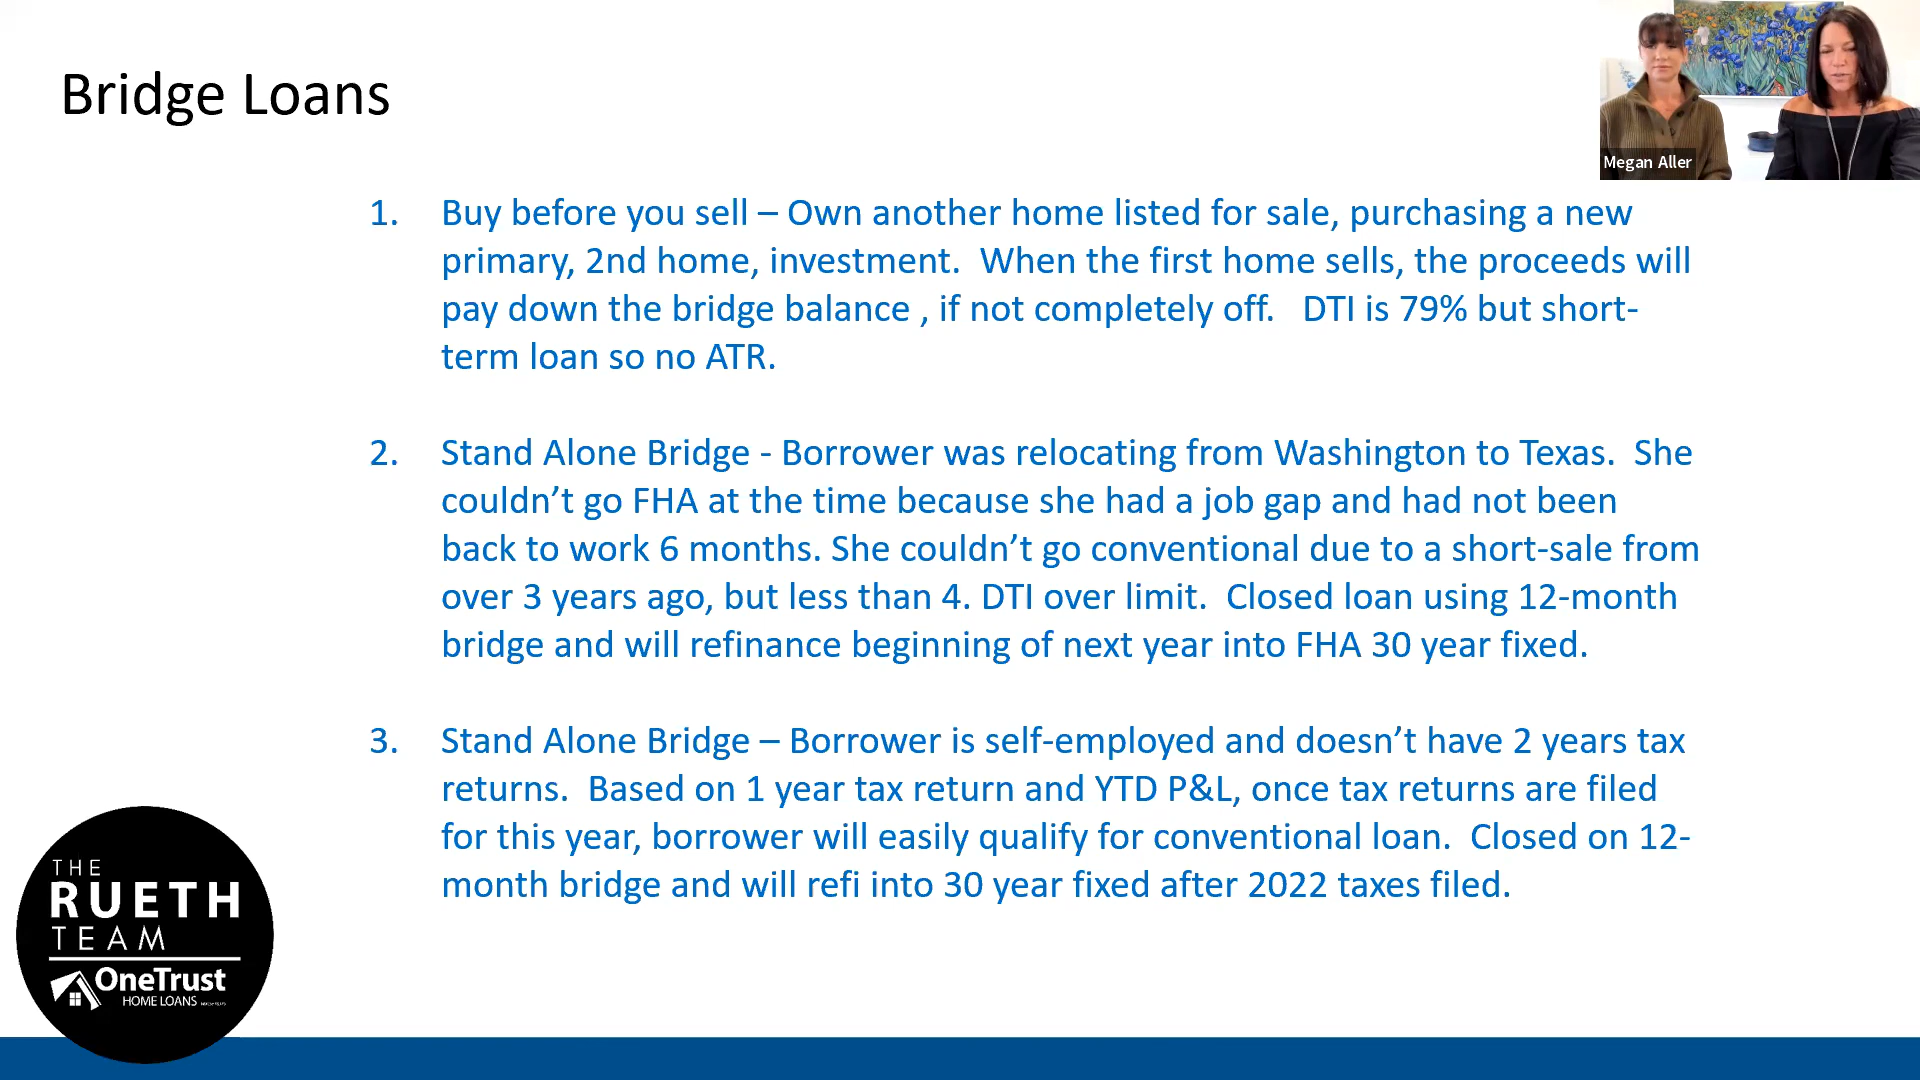 Bridge Loans
Megan Aller
1. Buy before you sell – Own another home listed for sale, purchasing a new
primary, 2nd home, investment.  When the first home sells, the proceeds will
pay down the bridge balance , if not completely off.   DTI is 79% but short-
term loan so no ATR.
2. Stand Alone Bridge - Borrower was relocating from Washington to Texas.  She
couldn’t go FHA at the time because she had a job gap and had not been
back to work 6 months. She couldn’t go conventional due to a short-sale from
over 3 years ago, but less than 4. DTI over limit.  Closed loan using 12-month
bridge and will refinance beginning of next year into FHA 30 year fixed.
3. Stand Alone Bridge – Borrower is self-employed and doesn’t have 2 years tax
returns.  Based on 1 year tax return and YTD P&L, once tax returns are filed
for this year, borrower will easily qualify for conventional loan.  Closed on 12-
month bridge and will refi into 30 year fixed after 2022 taxes filed.
THE
RUETH
TEAM
OneTrust
HOME LOANS